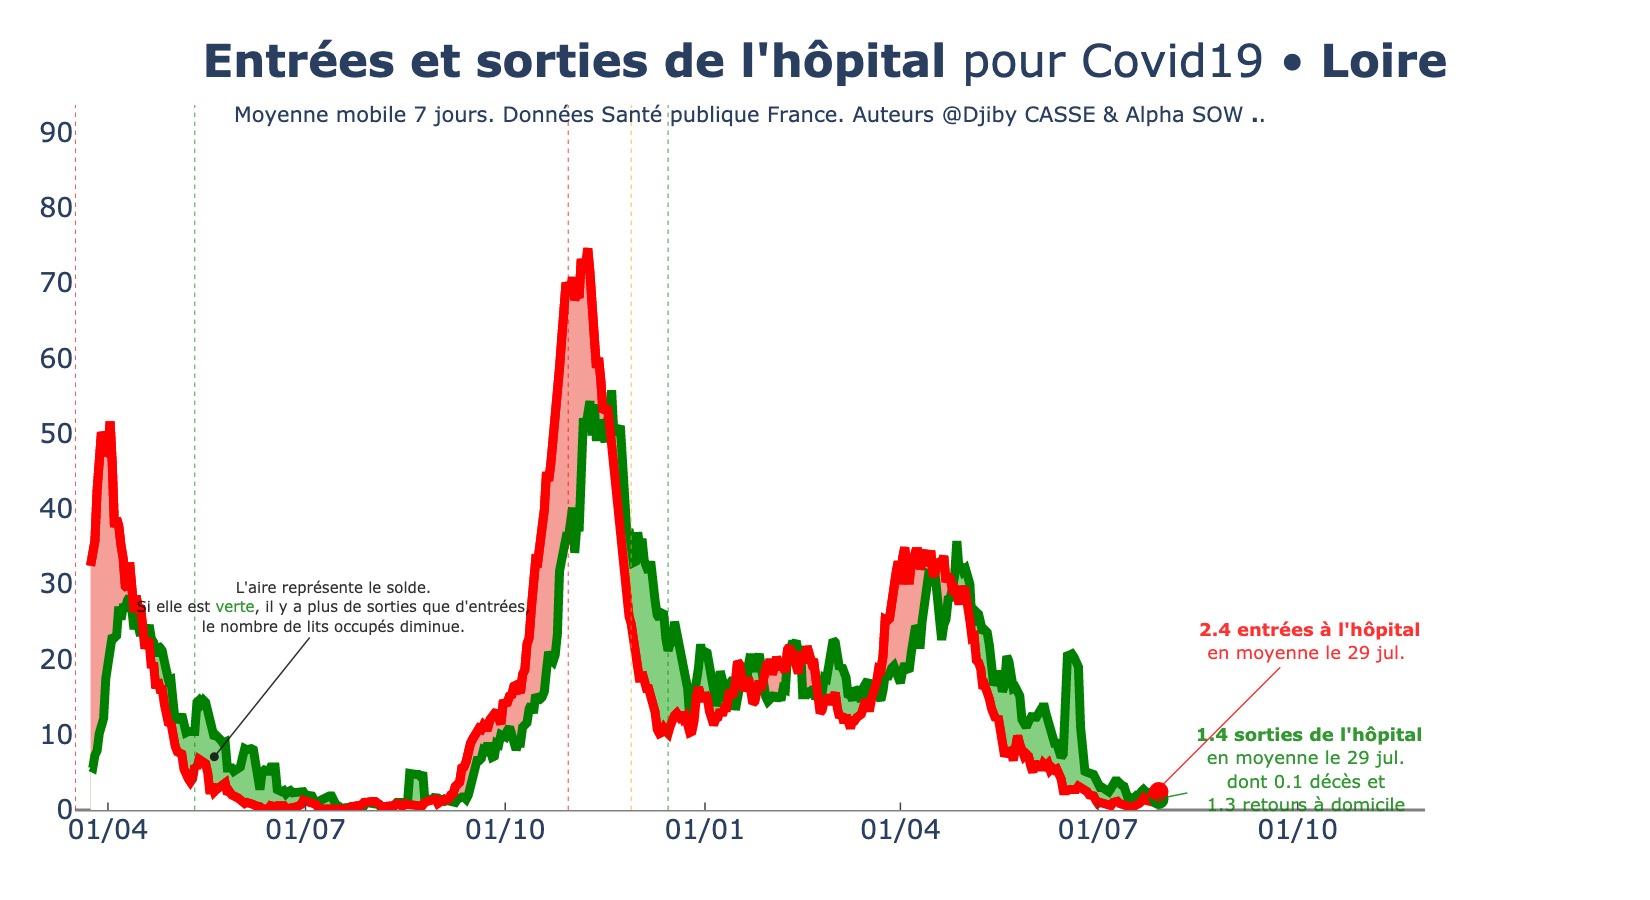 Entrées et sorties de l'hôpital pour Covid19 • Loire
Moyenne mobile 7 jours. Données Santé publique France. Auteurs @Djiby CASSE & Alpha SOW ..
90
80
70
60
50
40
30
20
10
0
L'aire représente le solde.
Si elle est verte, il y a plus de sorties que d'entrées,
le nombre de lits occupés diminue.
2.4 entrées à l'hôpital
en moyenne le 29 jul.
1.4 sorties de l'hôpital
en moyenne le 29 jul.
dont 0.1 décès et
1.3 retours à domicile
01/04 01/07 01/10 01/01 01/04 01/07 01/10